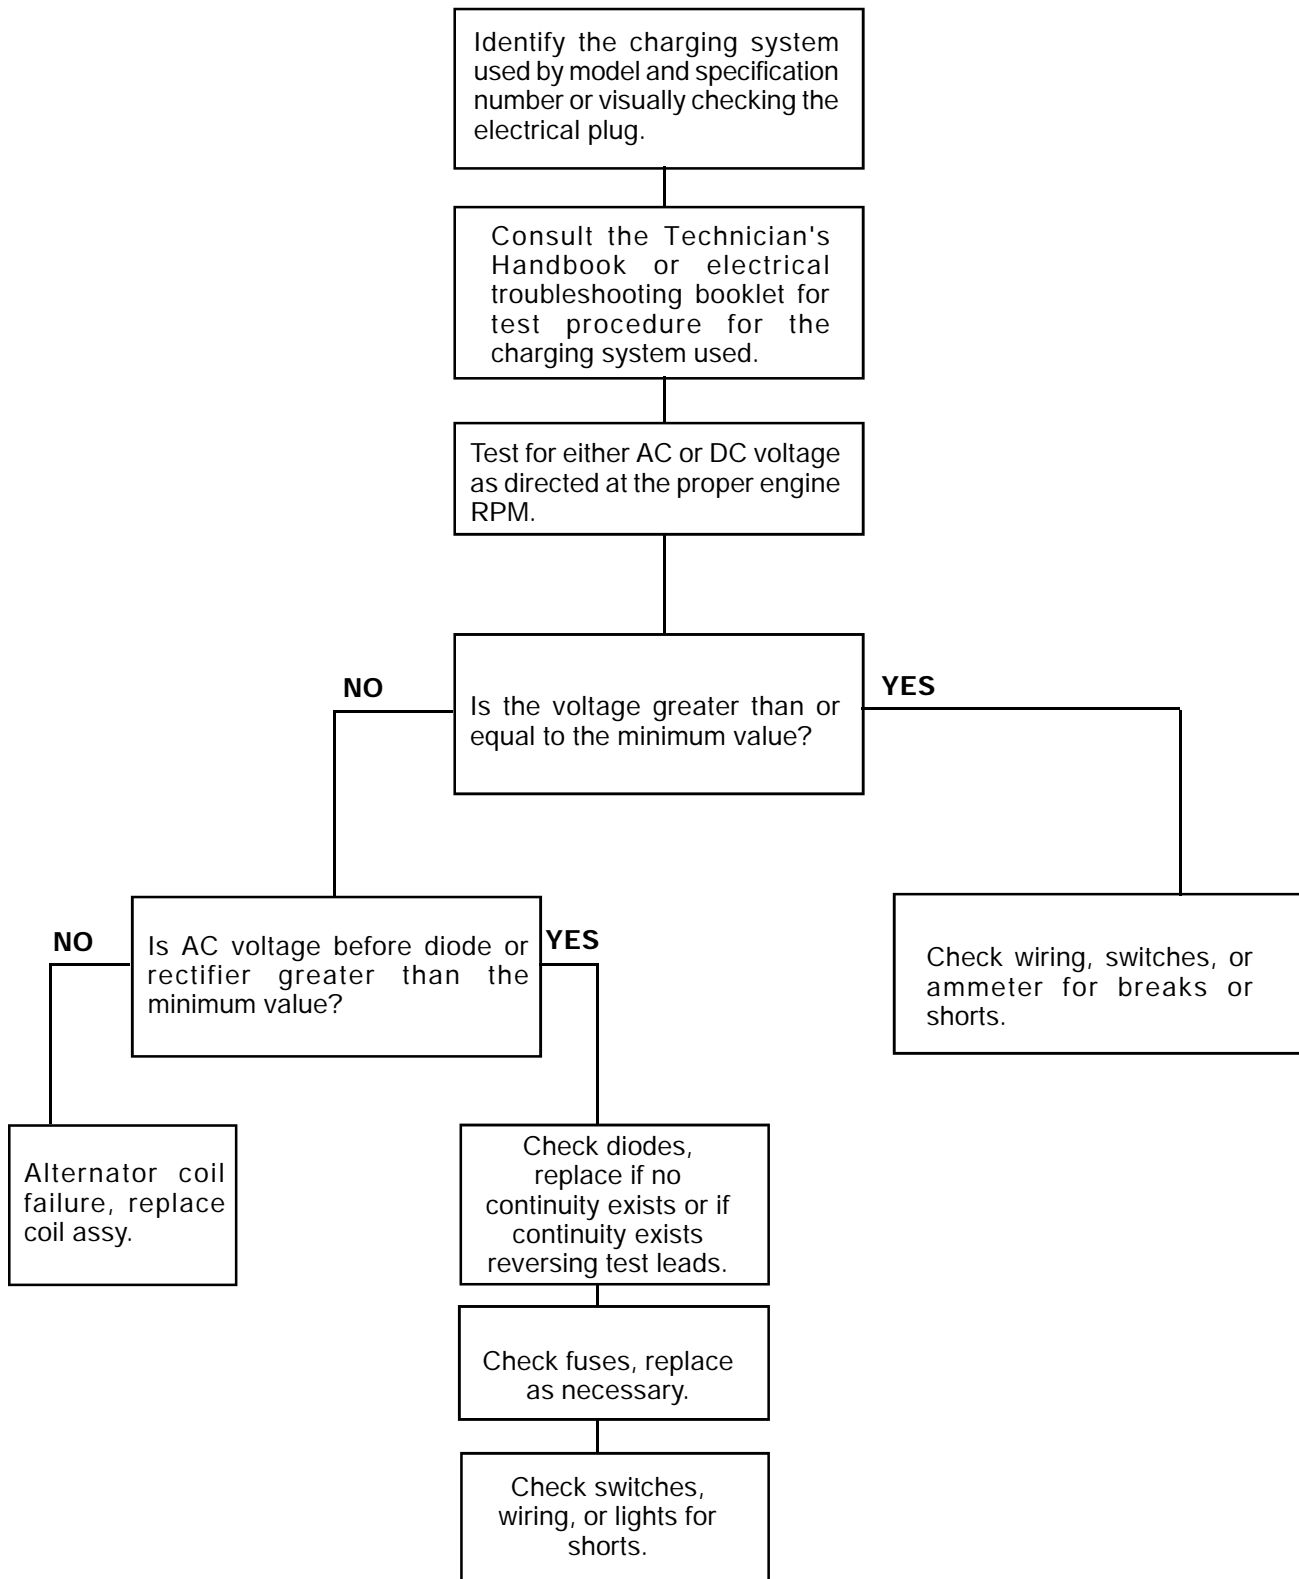 Identify the charging system
used by model and specification
number or visually checking the
electrical plug.
Consult the Technician's
Handbook or electrical
troubleshooting booklet for
test procedure for the
charging system used.
Test for either AC or DC voltage
as directed at the proper engine
RPM.
NO
YES
Is the voltage greater than or
equal to the minimum value?
NO
Is AC voltage before diode or
rectifier greater than the
minimum value?
YES
Check wiring, switches, or
ammeter for breaks or
shorts.
Alternator coil
failure, replace
coil assy.
Check diodes,
replace if no
continuity exists or if
continuity exists
reversing test leads.
Check fuses, replace
as necessary.
Check switches,
wiring, or lights for
shorts.